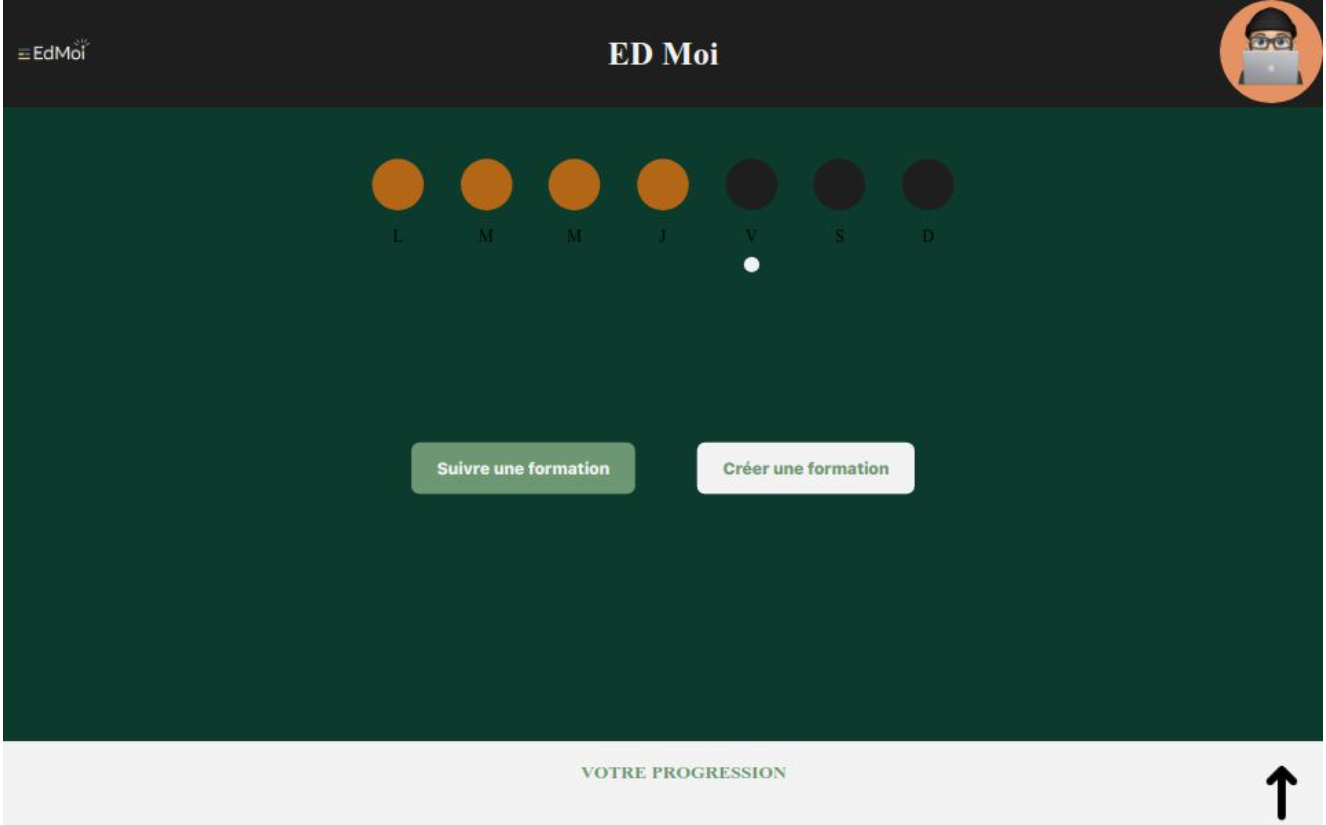 EdMoi
ED Moi
L M M J V S D
Suivre une formation
Créer une formation
VOTRE PROGRESSION